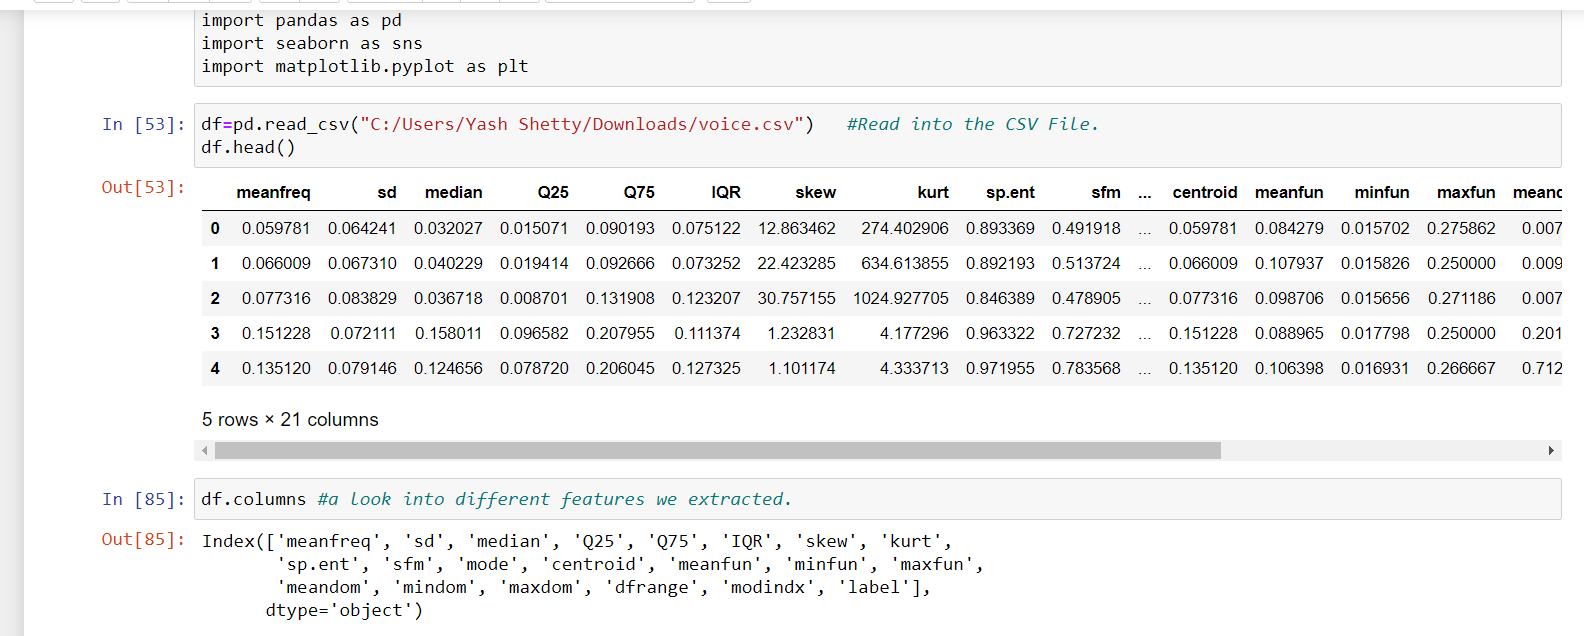 import pandas as pd
import seaborn as sns
import matplotlib.pyplot as plt
In [53]: df=pd.read_csv("C:/Users/Yash Shetty/Downloads/voice.csv")   #Read into the CSV File.
df.head()
Out[53]:
meanfreq sd median Q25 Q75 IQR skew kurt sp.ent sfm ... centroid meanfun minfun maxfun meand
0 0.059781 0.064241 0.032027 0.015071 0.090193 0.075122 12.863462 274.402906 0.893369 0.491918 ... 0.059781 0.084279 0.015702 0.275862 0.007
1 0.066009 0.067310 0.040229 0.019414 0.092666 0.073252 22.423285 634.613855 0.892193 0.513724 ... 0.066009 0.107937 0.015826 0.250000 0.009
2 0.077316 0.083829 0.036718 0.008701 0.131908 0.123207 30.757155 1024.927705 0.846389 0.478905 ... 0.077316 0.098706 0.015656 0.271186 0.007
3 0.151228 0.072111 0.158011 0.096582 0.207955 0.111374 1.232831 4.177296 0.963322 0.727232 ... 0.151228 0.088965 0.017798 0.250000 0.201
4 0.135120 0.079146 0.124656 0.078720 0.206045 0.127325 1.101174 4.333713 0.971955 0.783568 ... 0.135120 0.106398 0.016931 0.266667 0.712
5 rows × 21 columns
In [85]: df.columns #a look into different features we extracted.
Out[85]: Index(['meanfreq', 'sd', 'median', 'Q25', 'Q75', 'IQR', 'skew', 'kurt',
'sp.ent', 'sfm', 'mode', 'centroid', 'meanfun', 'minfun', 'maxfun',
'meandom', 'mindom', 'maxdom', 'dfrange', 'modindx', 'label'],
dtype='object')